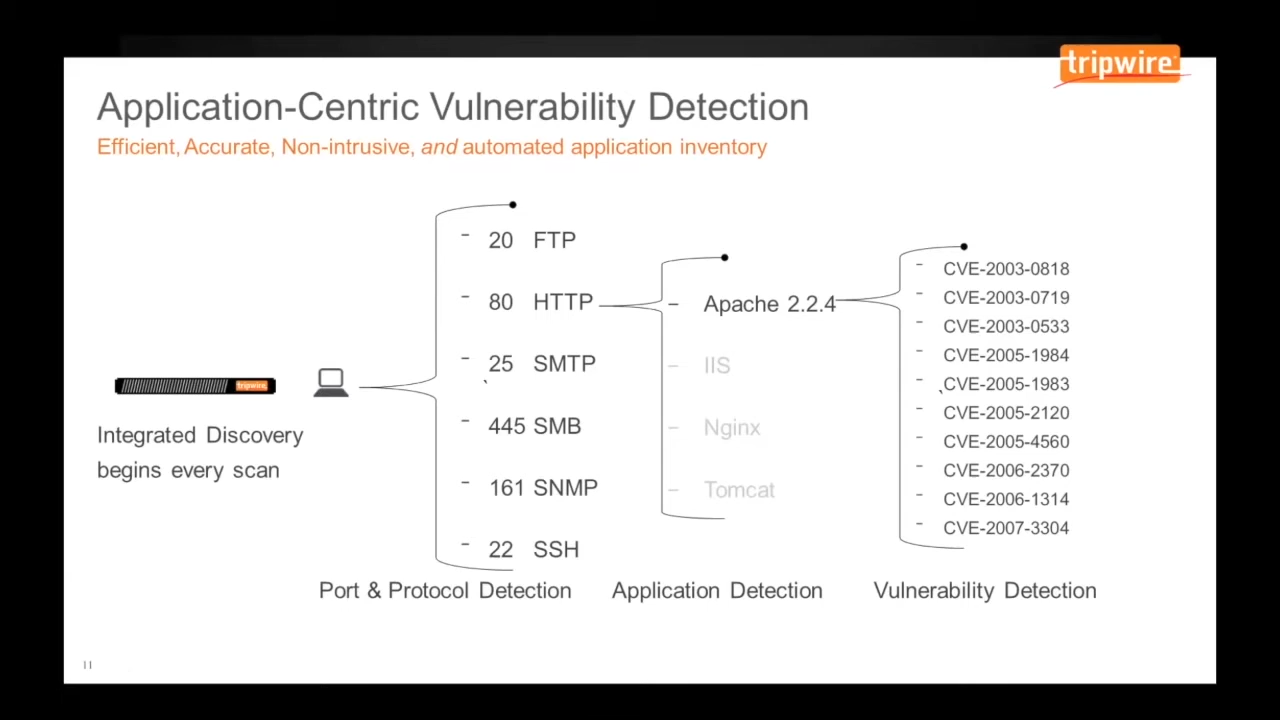 tripwire
Application-Centric Vulnerability Detection
Efficient, Accurate, Non-intrusive, and automated application inventory
tripwire
Integrated Discovery
begins every scan
- 20 FTP
- 80 HTTP
- 25 SMTP
- 445 SMB
- 161 SNMP
- 22 SSH
Port & Protocol Detection
– Apache 2.2.4
– IIS
– Nginx
– Tomcat
Application Detection
- CVE-2003-0818
- CVE-2003-0719
- CVE-2003-0533
- CVE-2005-1984
- CVE-2005-1983
- CVE-2005-2120
- CVE-2005-4560
- CVE-2006-2370
- CVE-2006-1314
- CVE-2007-3304
Vulnerability Detection
11